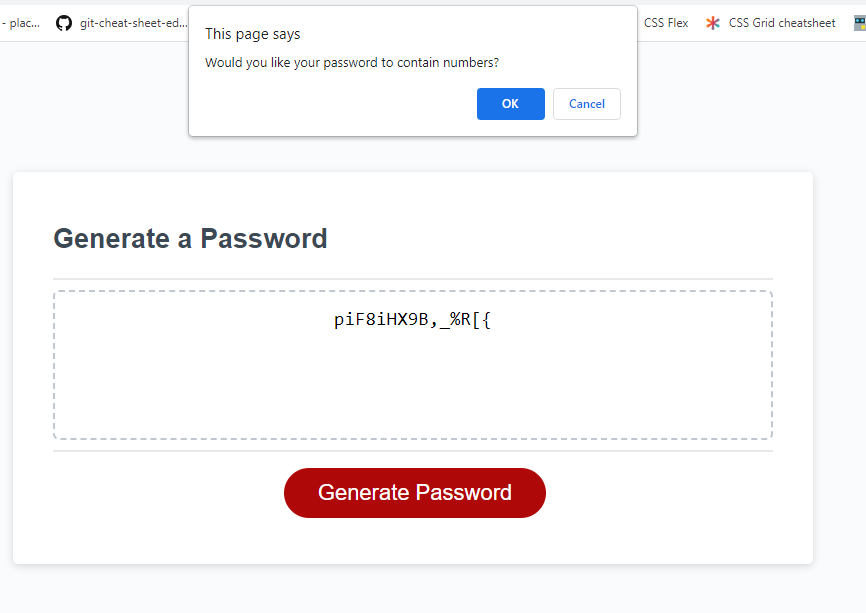 - plac...
git-cheat-sheet-ed...
CSS Flex
CSS Grid cheatsheet
This page says
Would you like your password to contain numbers?
OK
Cancel
Generate a Password
piF8iHX9B,_%R[{
Generate Password